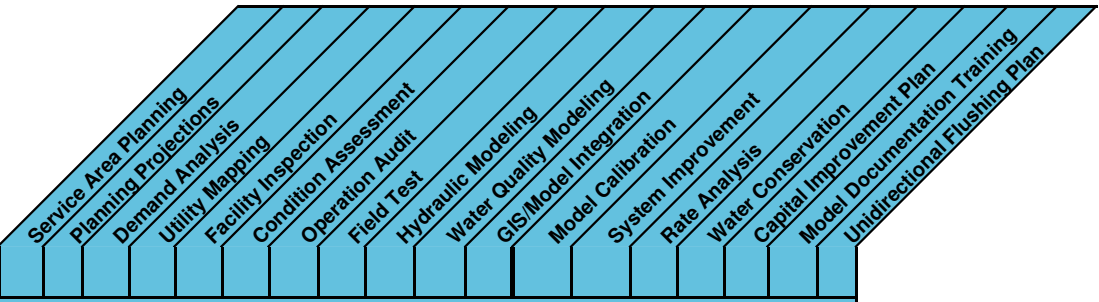 Service Area Planning
Planning Projections
Demand Analysis
Utility Mapping
Facility Inspection
Condition Assessment
Operation Audit
Field Test
Hydraulic Modeling
Water Quality Modeling
GIS/Model Integration
Model Calibration
System Improvement
Rate Analysis
Water Conservation
Capital Improvement Plan
Model Documentation Training
Unidirectional Flushing Plan